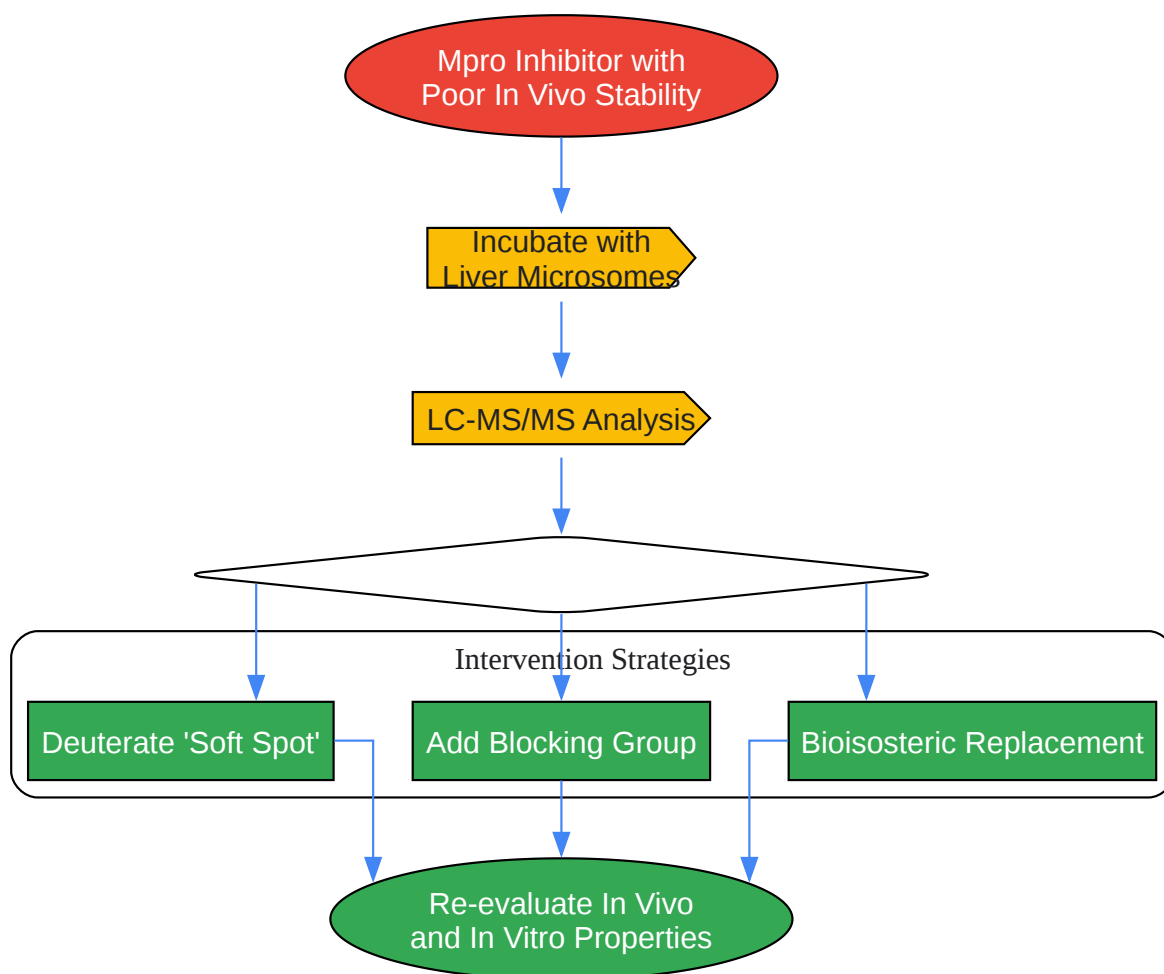 Mpro Inhibitor with
Poor In Vivo Stability
Incubate with
Liver Microsomes
LC-MS/MS Analysis
Intervention Strategies
Deuterate 'Soft Spot'
Add Blocking Group
Bioisosteric Replacement
Re-evaluate In Vivo
and In Vitro Properties